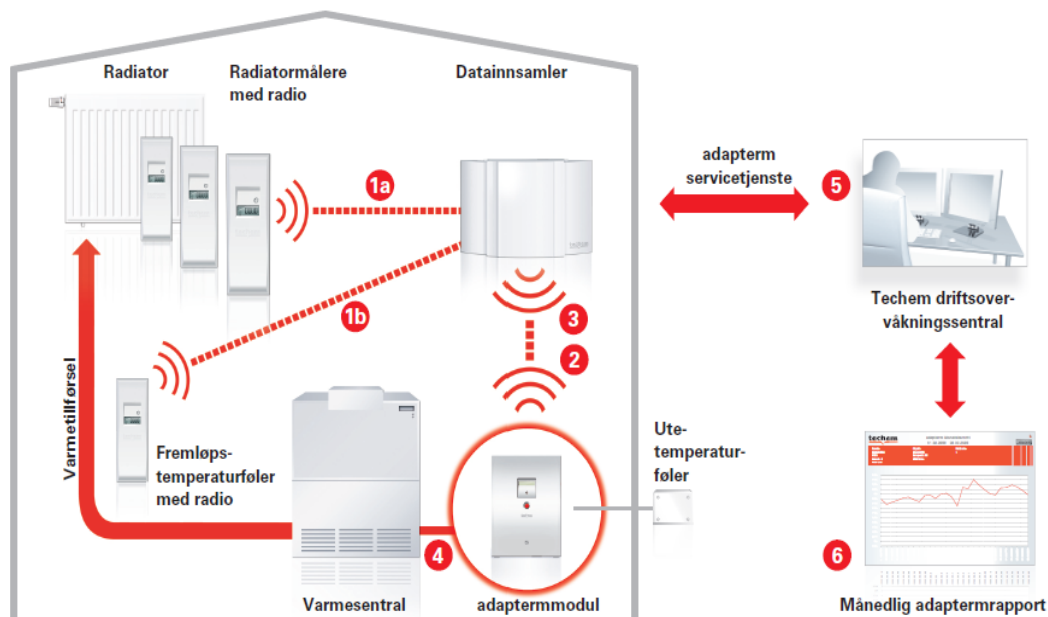 Radiator
Radiatormålere
med radio
Datainnsamler
1a
adapterm
servicetjenste
5
1b
3
2
Techem driftsover-
våkningssentral
Varmetillførsel
Fremløps-
temperaturføler
med radio
Ute-
temperatur-
føler
techem
4
6
Varmesentral
adaptermmodul
Månedlig adaptermrapport